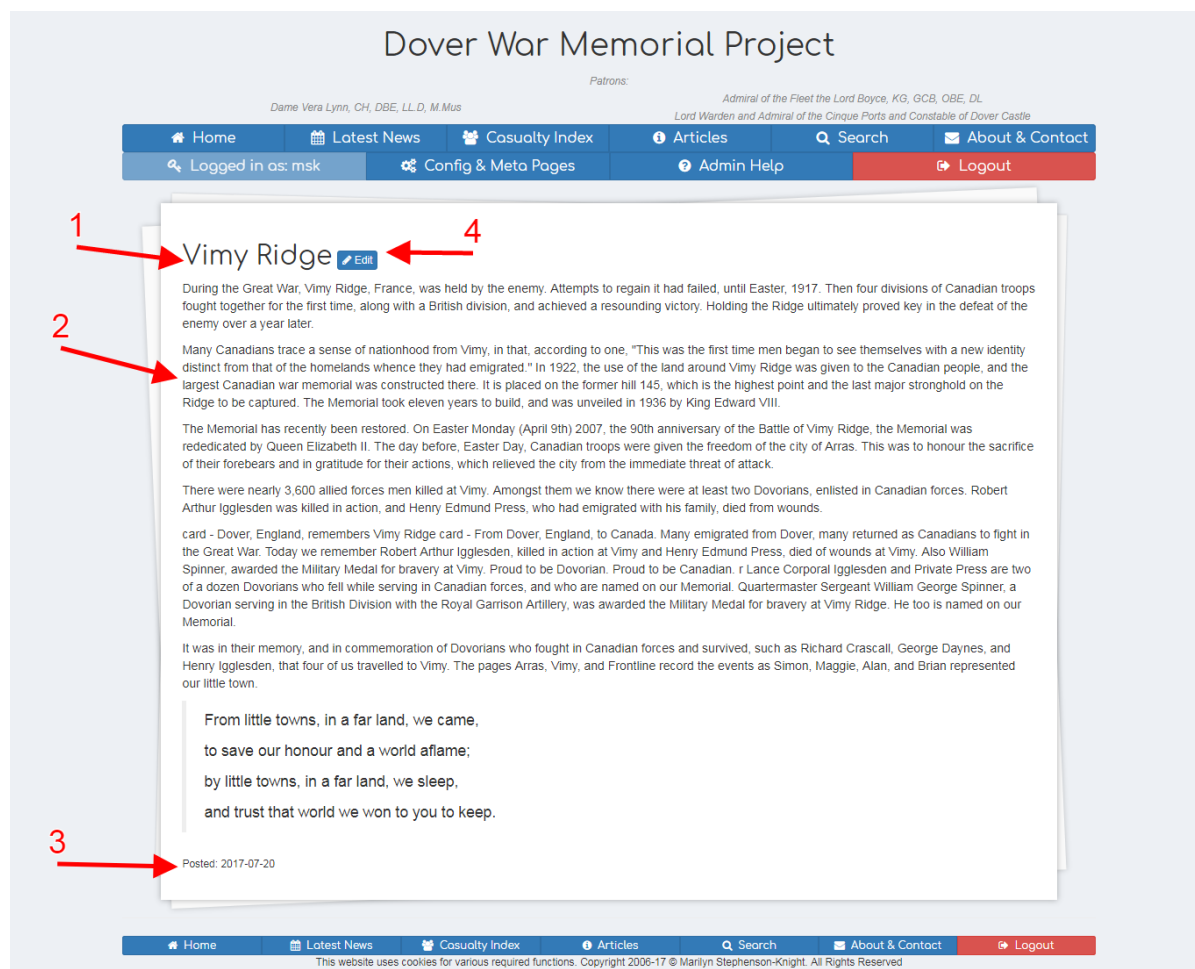 Dover War Memorial Project
Patrons:
Dame Vera Lynn, CH, DBE, LL.D, M.Mus
Admiral of the Fleet the Lord Boyce, KG, GCB, OBE, DL
Lord Warden and Admiral of the Cinque Ports and Constable of Dover Castle
Home Latest News Casualty Index Articles Search About & Contact
Logged in as: msk Config & Meta Pages Admin Help Logout
1
4
Vimy Ridge Edit
During the Great War, Vimy Ridge, France, was held by the enemy. Attempts to regain it had failed, until Easter, 1917. Then four divisions of Canadian troops
fought together for the first time, along with a British division, and achieved a resounding victory. Holding the Ridge ultimately proved key in the defeat of the
enemy over a year later.
2
Many Canadians trace a sense of nationhood from Vimy, in that, according to one, "This was the first time men began to see themselves with a new identity
distinct from that of the homelands whence they had emigrated." In 1922, the use of the land around Vimy Ridge was given to the Canadian people, and the
largest Canadian war memorial was constructed there. It is placed on the former hill 145, which is the highest point and the last major stronghold on the
Ridge to be captured. The Memorial took eleven years to build, and was unveiled in 1936 by King Edward VIII.
The Memorial has recently been restored. On Easter Monday (April 9th) 2007, the 90th anniversary of the Battle of Vimy Ridge, the Memorial was
rededicated by Queen Elizabeth II. The day before, Easter Day, Canadian troops were given the freedom of the city of Arras. This was to honour the sacrifice
of their forebears and in gratitude for their actions, which relieved the city from the immediate threat of attack.
There were nearly 3,600 allied forces men killed at Vimy. Amongst them we know there were at least two Dovorians, enlisted in Canadian forces. Robert
Arthur Igglesden was killed in action, and Henry Edmund Press, who had emigrated with his family, died from wounds.
card - Dover, England, remembers Vimy Ridge card - From Dover, England, to Canada. Many emigrated from Dover, many returned as Canadians to fight in
the Great War. Today we remember Robert Arthur Igglesden, killed in action at Vimy and Henry Edmund Press, died of wounds at Vimy. Also William
Spinner, awarded the Military Medal for bravery at Vimy. Proud to be Dovorian. Proud to be Canadian. r Lance Corporal Igglesden and Private Press are two
of a dozen Dovorians who fell while serving in Canadian forces, and who are named on our Memorial. Quartermaster Sergeant William George Spinner, a
Dovorian serving in the British Division with the Royal Garrison Artillery, was awarded the Military Medal for bravery at Vimy Ridge. He too is named on our
Memorial.
It was in their memory, and in commemoration of Dovorians who fought in Canadian forces and survived, such as Richard Crascall, George Daynes, and
Henry Igglesden, that four of us travelled to Vimy. The pages Arras, Vimy, and Frontline record the events as Simon, Maggie, Alan, and Brian represented
our little town.
From little towns, in a far land, we came,
to save our honour and a world aflame;
by little towns, in a far land, we sleep,
and trust that world we won to you to keep.
3
Posted: 2017-07-20
Home Latest News Casualty Index Articles Search About & Contact Logout
This website uses cookies for various required functions. Copyright 2006-17 © Marilyn Stephenson-Knight. All Rights Reserved